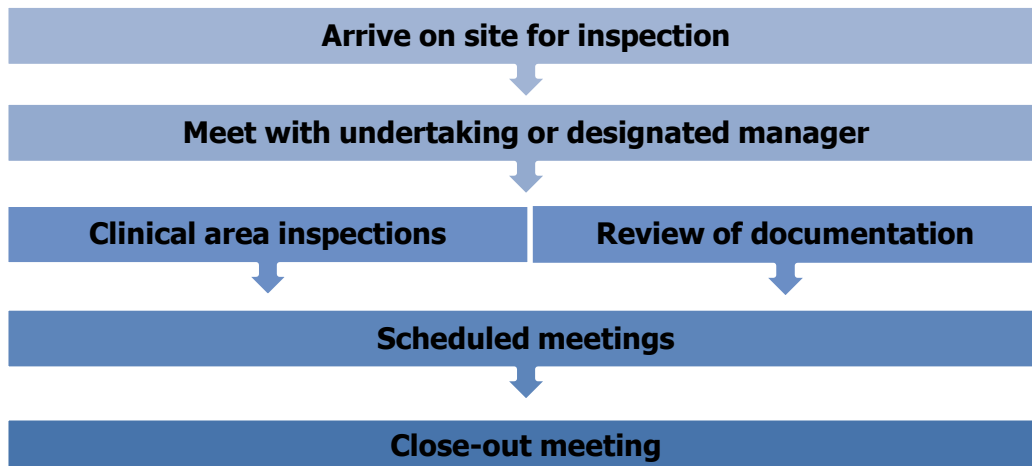 Arrive on site for inspection
Meet with undertaking or designated manager
Clinical area inspections
Review of documentation
Scheduled meetings
Close-out meeting